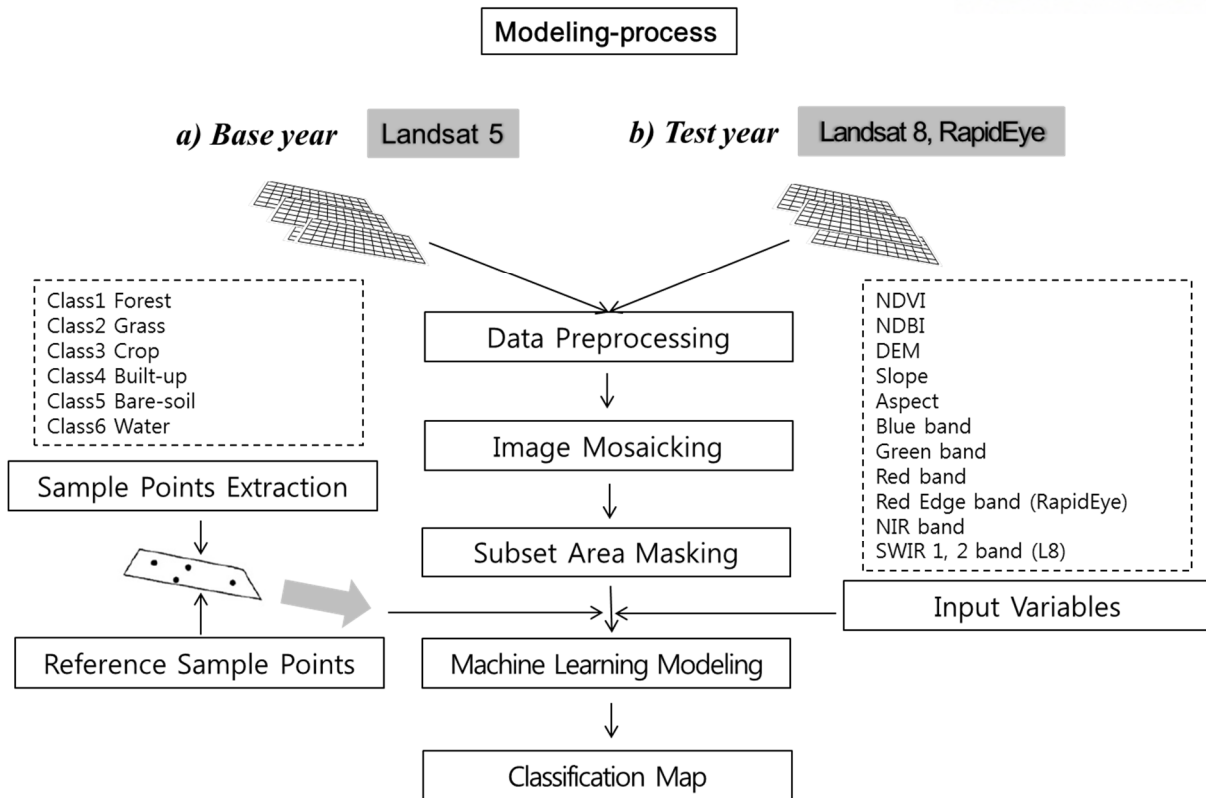 Modeling-process
a) Base year
Landsat 5
b) Test year
Landsat 8, RapidEye
Class1 Forest
Class2 Grass
Class3 Crop
Class4 Built-up
Class5 Bare-soil
Class6 Water
Sample Points Extraction
Reference Sample Points
Data Preprocessing
Image Mosaicking
Subset Area Masking
Machine Learning Modeling
Classification Map
NDVI
NDBI
DEM
Slope
Aspect
Blue band
Green band
Red band
Red Edge band (RapidEye)
NIR band
SWIR 1, 2 band (L8)
Input Variables